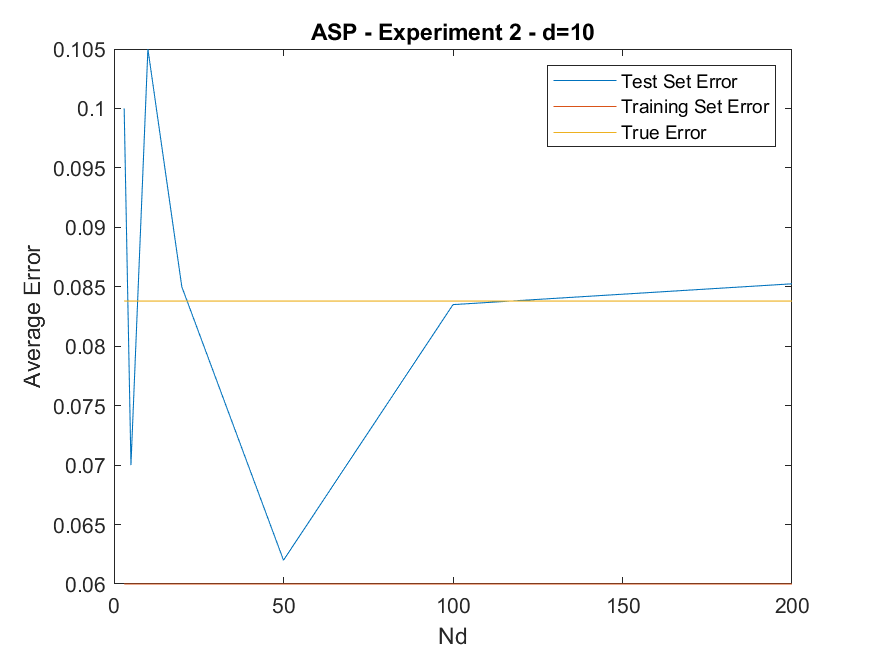 ASP - Experiment 2 - d=10
0.105
0.1
0.095
0.09
0.085
0.08
0.075
0.07
0.065
0.06
Average Error
Test Set Error
Training Set Error
True Error
0 50 100 150 200
Nd